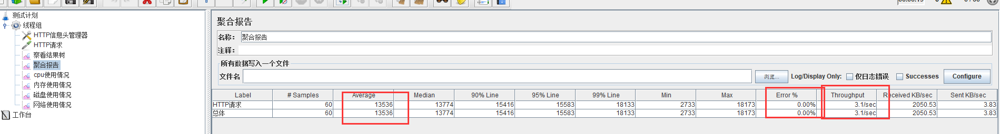 测试计划
线程组
HTTP信息头管理器
HTTP请求
察看结果树
聚合报告
cpu使用情况
内存使用情况
磁盘使用情况
网络使用情况
工作台
聚合报告
名称： 聚合报告
注释：
所有数据写入一个文件
文件名 浏览... Log/Display Only: 仅日志错误 Successes Configure
Label # Samples Average Median 90% Line 95% Line 99% Line Min Max Error % Throughput Received KB/sec Sent KB/sec
HTTP请求 60 13536 13774 15416 15583 18133 2733 18173 0.00% 3.1/sec 2050.53 3.83
总体 60 13536 13774 15416 15583 18133 2733 18173 0.00% 3.1/sec 2050.53 3.83